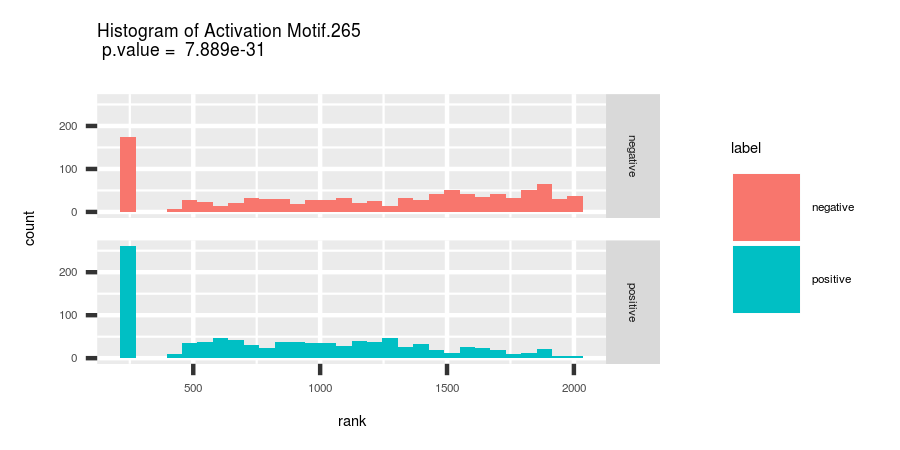 Histogram of Activation Motif.265
p.value =  7.889e-31
200
100
0
negative
200
100
0
positive
500
1000
1500
2000
rank
count
label
negative
positive